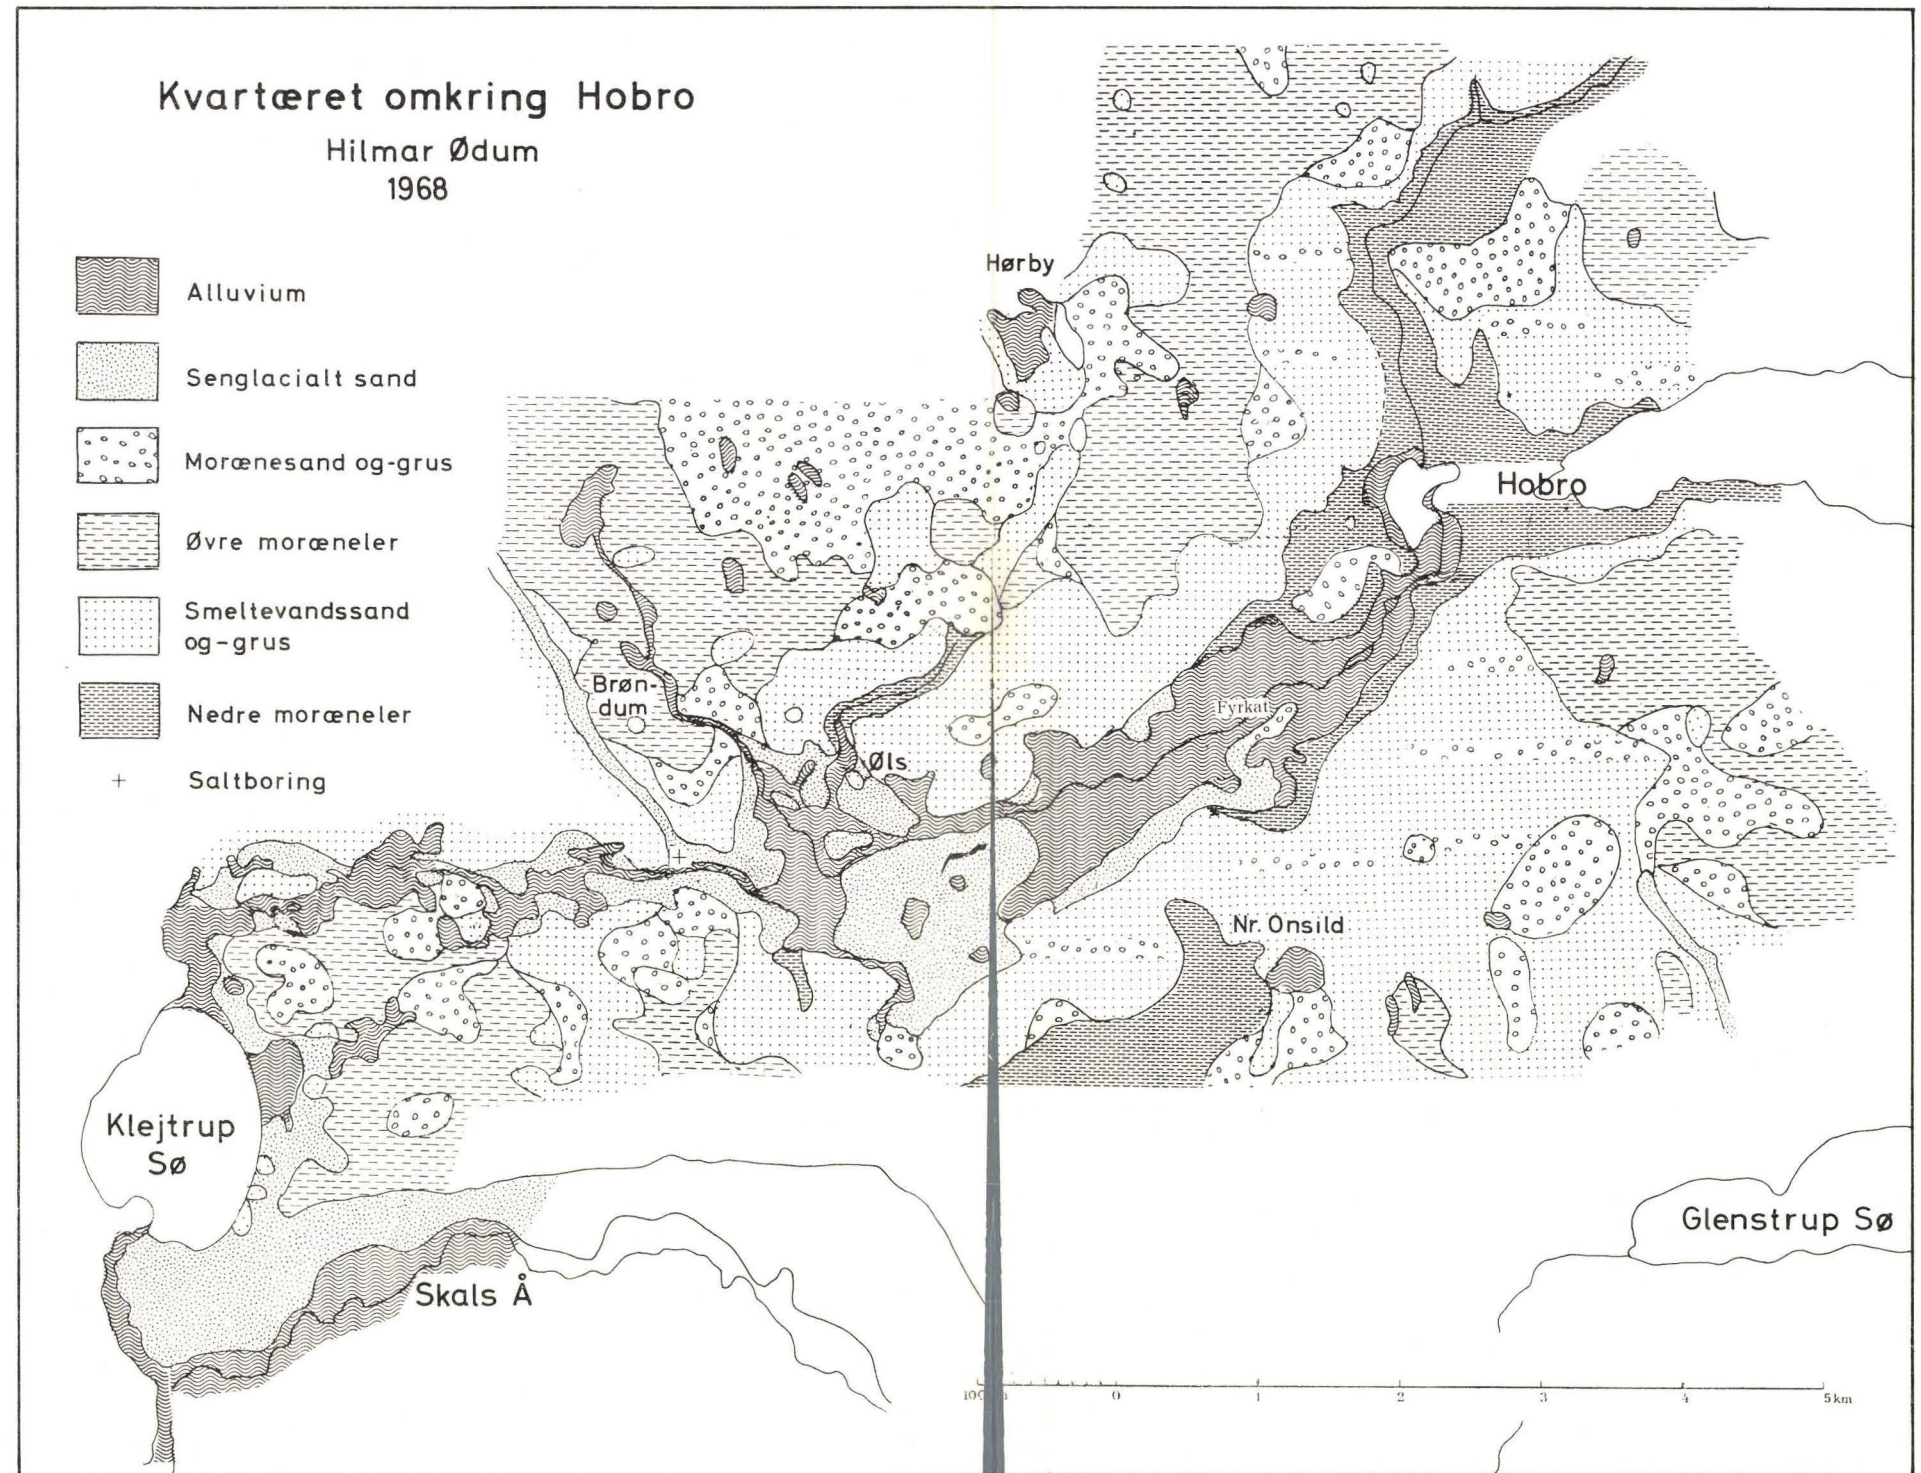 Kvartæret omkring Hobro
Hilmar Ødum
1968
Alluvium
Senglacialt sand
Morænesand og-grus
Øvre moræneler
Smeltevandssand
og-grus
Nedre moræneler
+ Saltboring
Hørby
Hobro
Brøn-
dum
Fyrkat
Øls
Nr. Onsild
Klejtrup
Sø
Glenstrup Sø
Skals Å
0 1 2 3 4 5 km